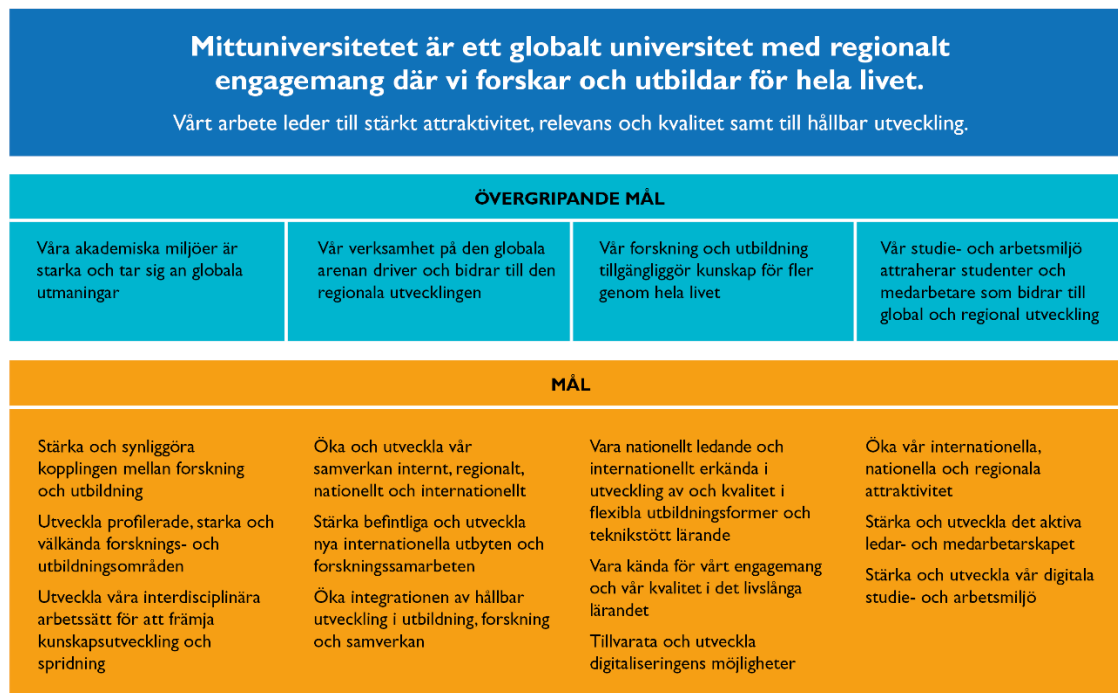 Mittuniversitetet är ett globalt universitet med regionalt
engagemang där vi forskar och utbildar för hela livet.
Vårt arbete leder till stärkt attraktivitet, relevans och kvalitet samt till hållbar utveckling.
ÖVERGRIPANDE MÅL
Våra akademiska miljöer är
starka och tar sig an globala
utmaningar
Vår verksamhet på den globala
arenan driver och bidrar till den
regionala utvecklingen
Vår forskning och utbildning
tillgängliggör kunskap för fler
genom hela livet
Vår studie- och arbetsmiljö
attraherar studenter och
medarbetare som bidrar till
global och regional utveckling
MÅL
Stärka och synliggöra
kopplingen mellan forskning
och utbildning
Utveckla profilerade, starka och
välkända forsknings- och
utbildningsområden
Utveckla våra interdisciplinära
arbetssätt för att främja
kunskapsutveckling och
spridning
Öka och utveckla vår
samverkan internt, regionalt,
nationellt och internationellt
Stärka befintliga och utveckla
nya internationella utbyten och
forskningssamarbeten
Öka integrationen av hållbar
utveckling i utbildning, forskning
och samverkan
Vara nationellt ledande och
internationellt erkända i
utveckling av och kvalitet i
flexibla utbildningsformer och
teknikstött lärande
Vara kända för vårt engagemang
och vår kvalitet i det livslånga
lärandet
Tillvarata och utveckla
digitaliseringens möjligheter
Öka vår internationella,
nationella och regionala
attraktivitet
Stärka och utveckla det aktiva
ledar- och medarbetarskapet
Stärka och utveckla vår digitala
studie- och arbetsmiljö